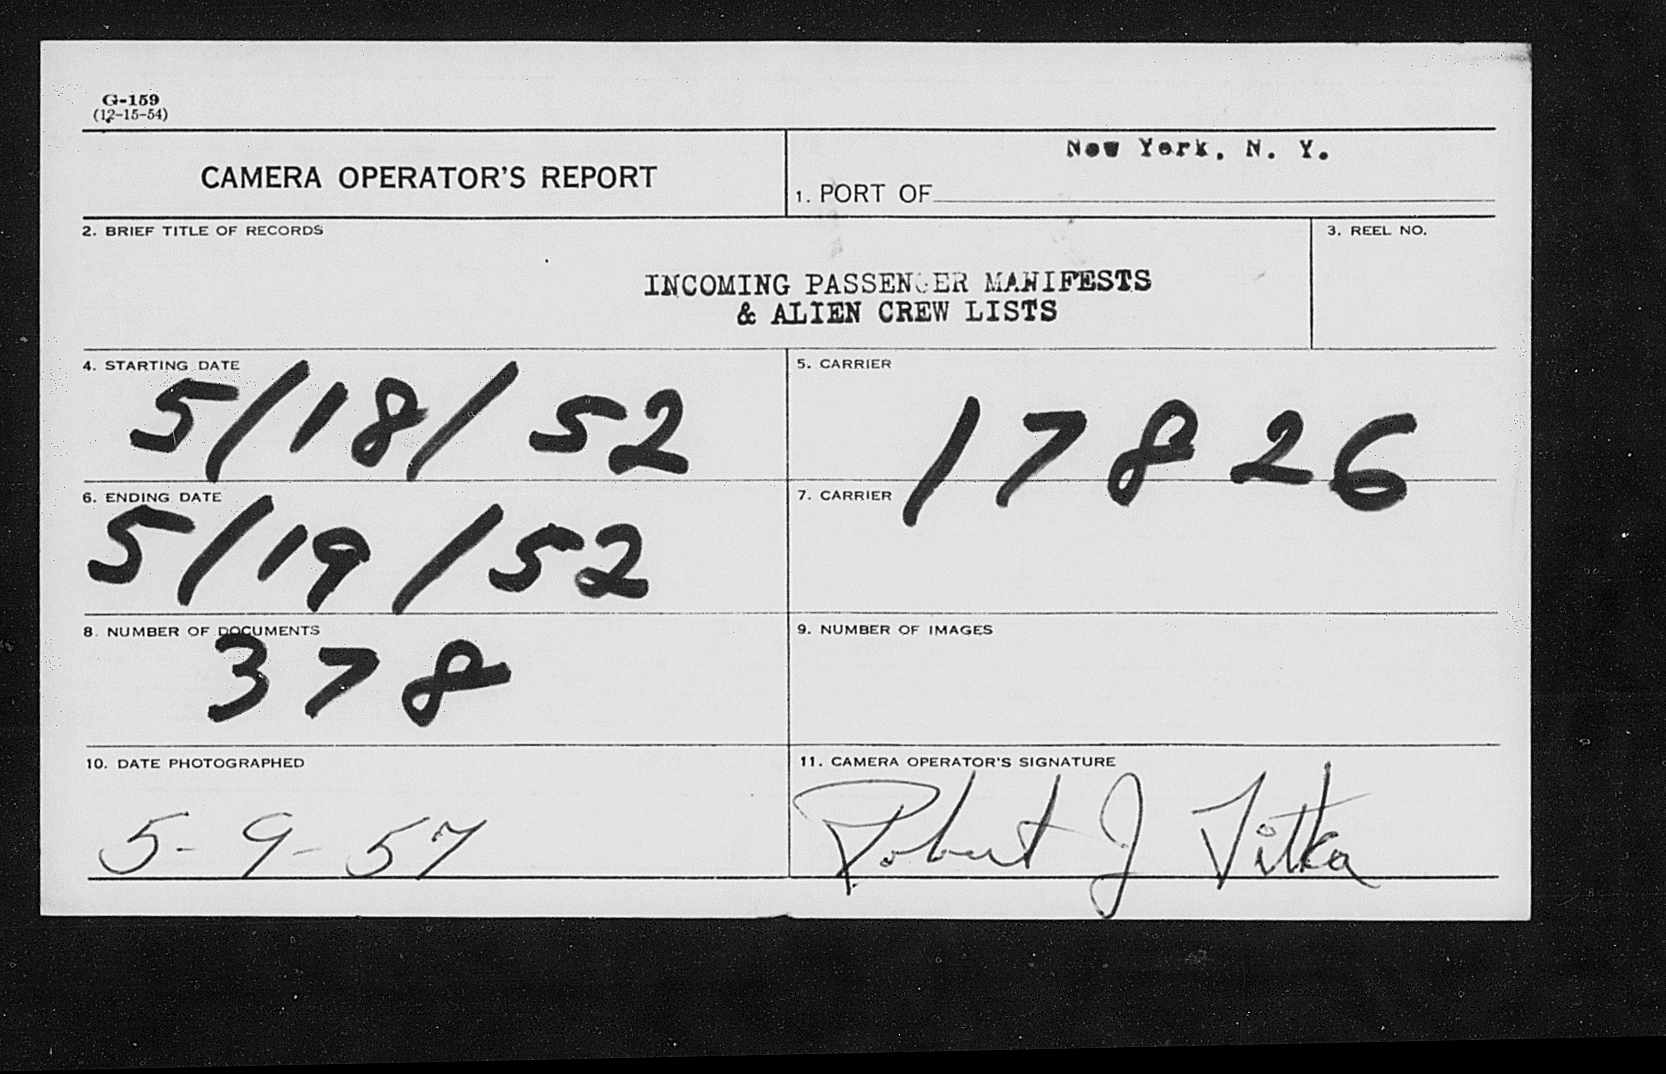 G-159
(12-15-54)
CAMERA OPERATOR'S REPORT
New York, N. Y.
1. PORT OF
2. BRIEF TITLE OF RECORDS
3. REEL NO.
INCOMING PASSENGER MANIFESTS
& ALIEN CREW LISTS
4. STARTING DATE
5/18/52
5. CARRIER
17826
6. ENDING DATE
5/19/52
7. CARRIER
8. NUMBER OF DOCUMENTS
378
9. NUMBER OF IMAGES
10. DATE PHOTOGRAPHED
5-9-57
11. CAMERA OPERATOR'S SIGNATURE
Robert J Titka